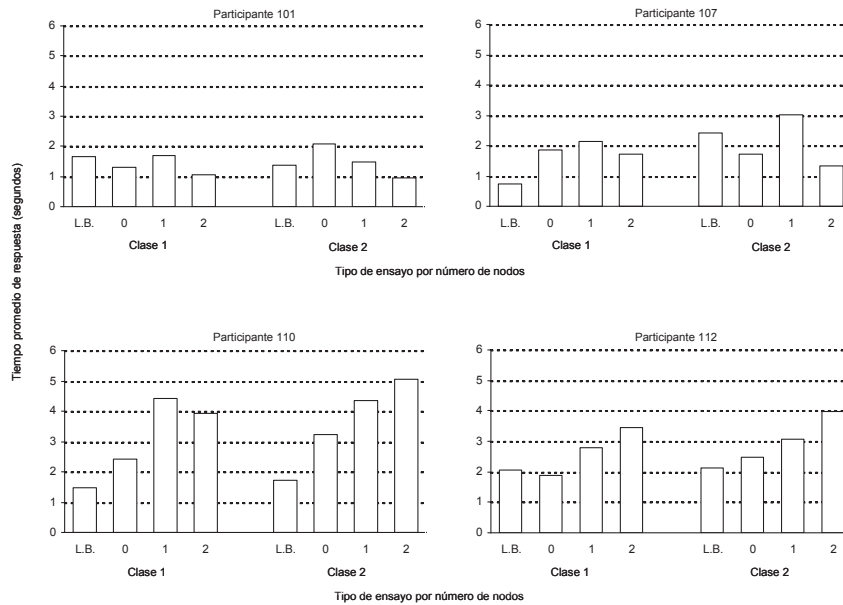 Tiempo promedio de respuesta (segundos)
Participante 101
6
5
4
3
2
1
0
L.B. 0 1 2 L.B. 0 1 2
Clase 1 Clase 2
Participante 107
6
5
4
3
2
1
0
L.B. 0 1 2 L.B. 0 1 2
Clase 1 Clase 2
Tipo de ensayo por número de nodos
Participante 110
6
5
4
3
2
1
0
L.B. 0 1 2 L.B. 0 1 2
Clase 1 Clase 2
Participante 112
6
5
4
3
2
1
0
L.B. 0 1 2 L.B. 0 1 2
Clase 1 Clase 2
Tipo de ensayo por número de nodos